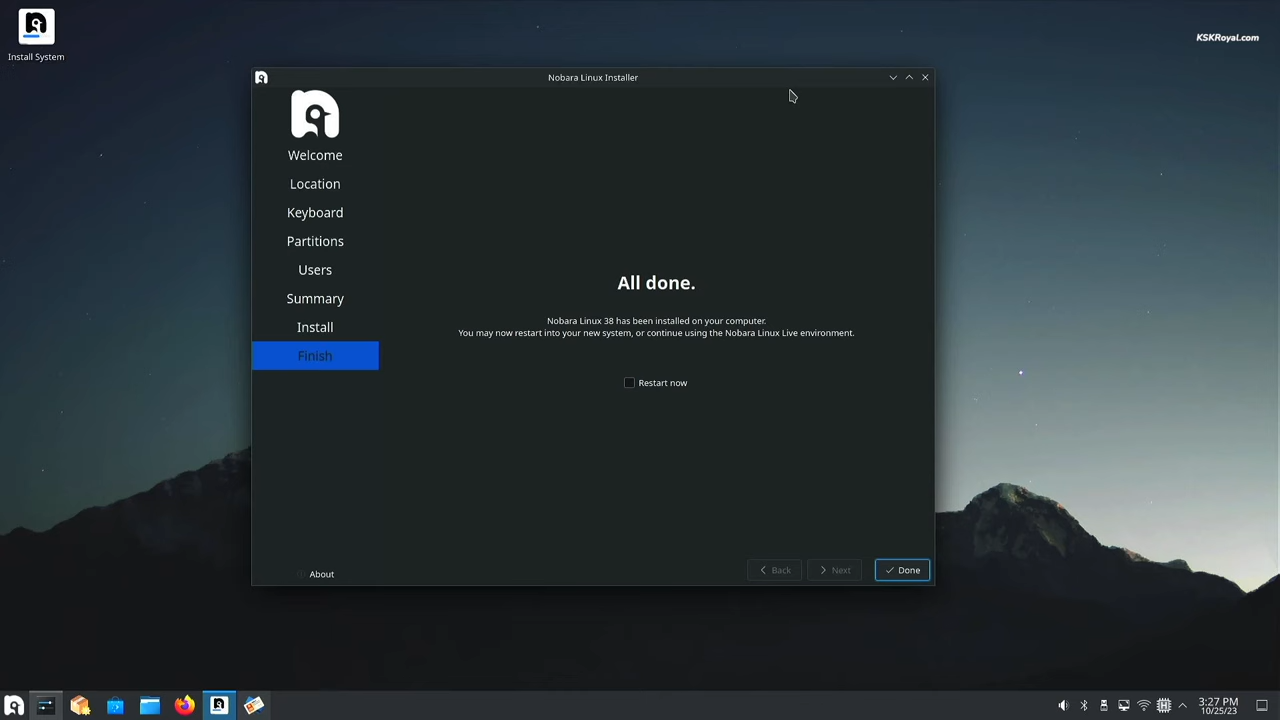 Install System
KSKRoyal.com
Nobara Linux Installer
Welcome
Location
Keyboard
Partitions
Users
Summary
Install
Finish
All done.
Nobara Linux 38 has been installed on your computer.
You may now restart into your new system, or continue using the Nobara Linux Live environment.
Restart now
About
Back
Next
Done
3:27 PM
10/25/23